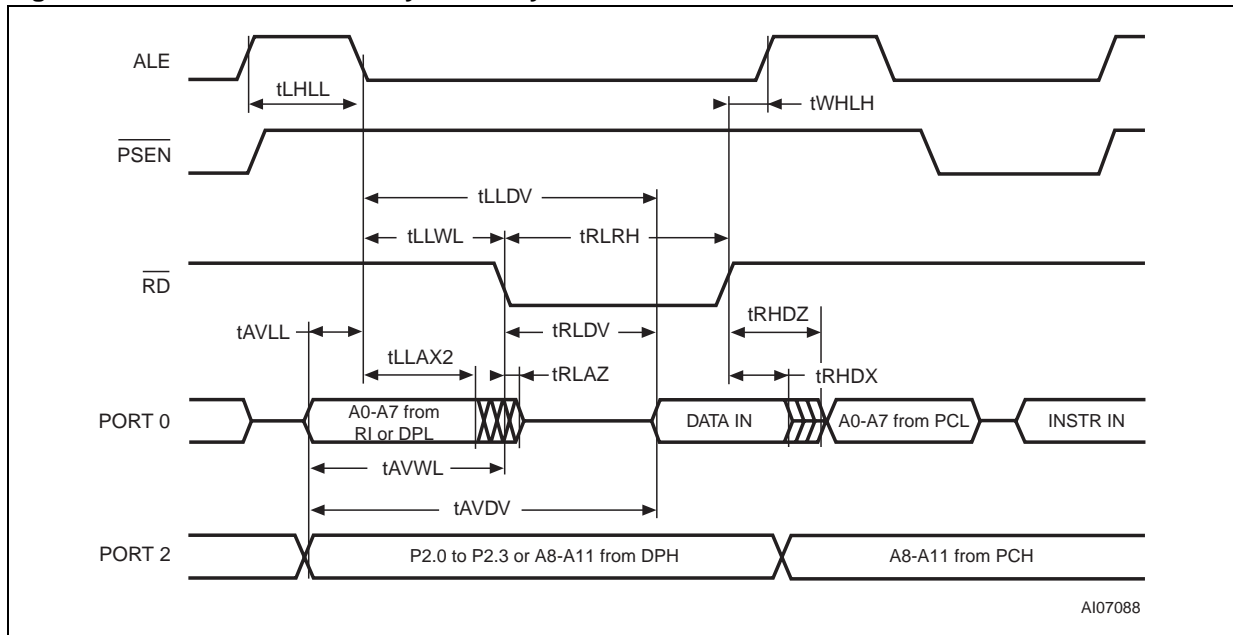 ALE
tLHLL
tWHLH
PSEN
tLLDV
tLLWL
tRLRH
RD
tAVLL
tRLDV
tRHDZ
tLLAX2
tRLAZ
tRHDX
PORT 0
A0-A7 from
RI or DPL
DATA IN
A0-A7 from PCL
INSTR IN
tAVWL
tAVDV
PORT 2
P2.0 to P2.3 or A8-A11 from DPH
A8-A11 from PCH
AI07088